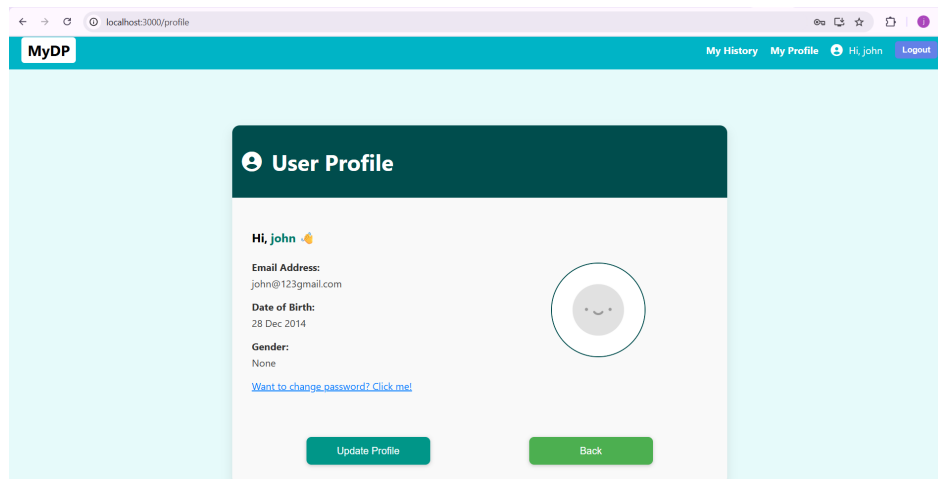 localhost:3000/profile
MyDP
My History My Profile Hi, john Logout
User Profile
Hi, john
Email Address:
john@123gmail.com
Date of Birth:
28 Dec 2014
Gender:
None
Want to change password? Click me!
Update Profile Back